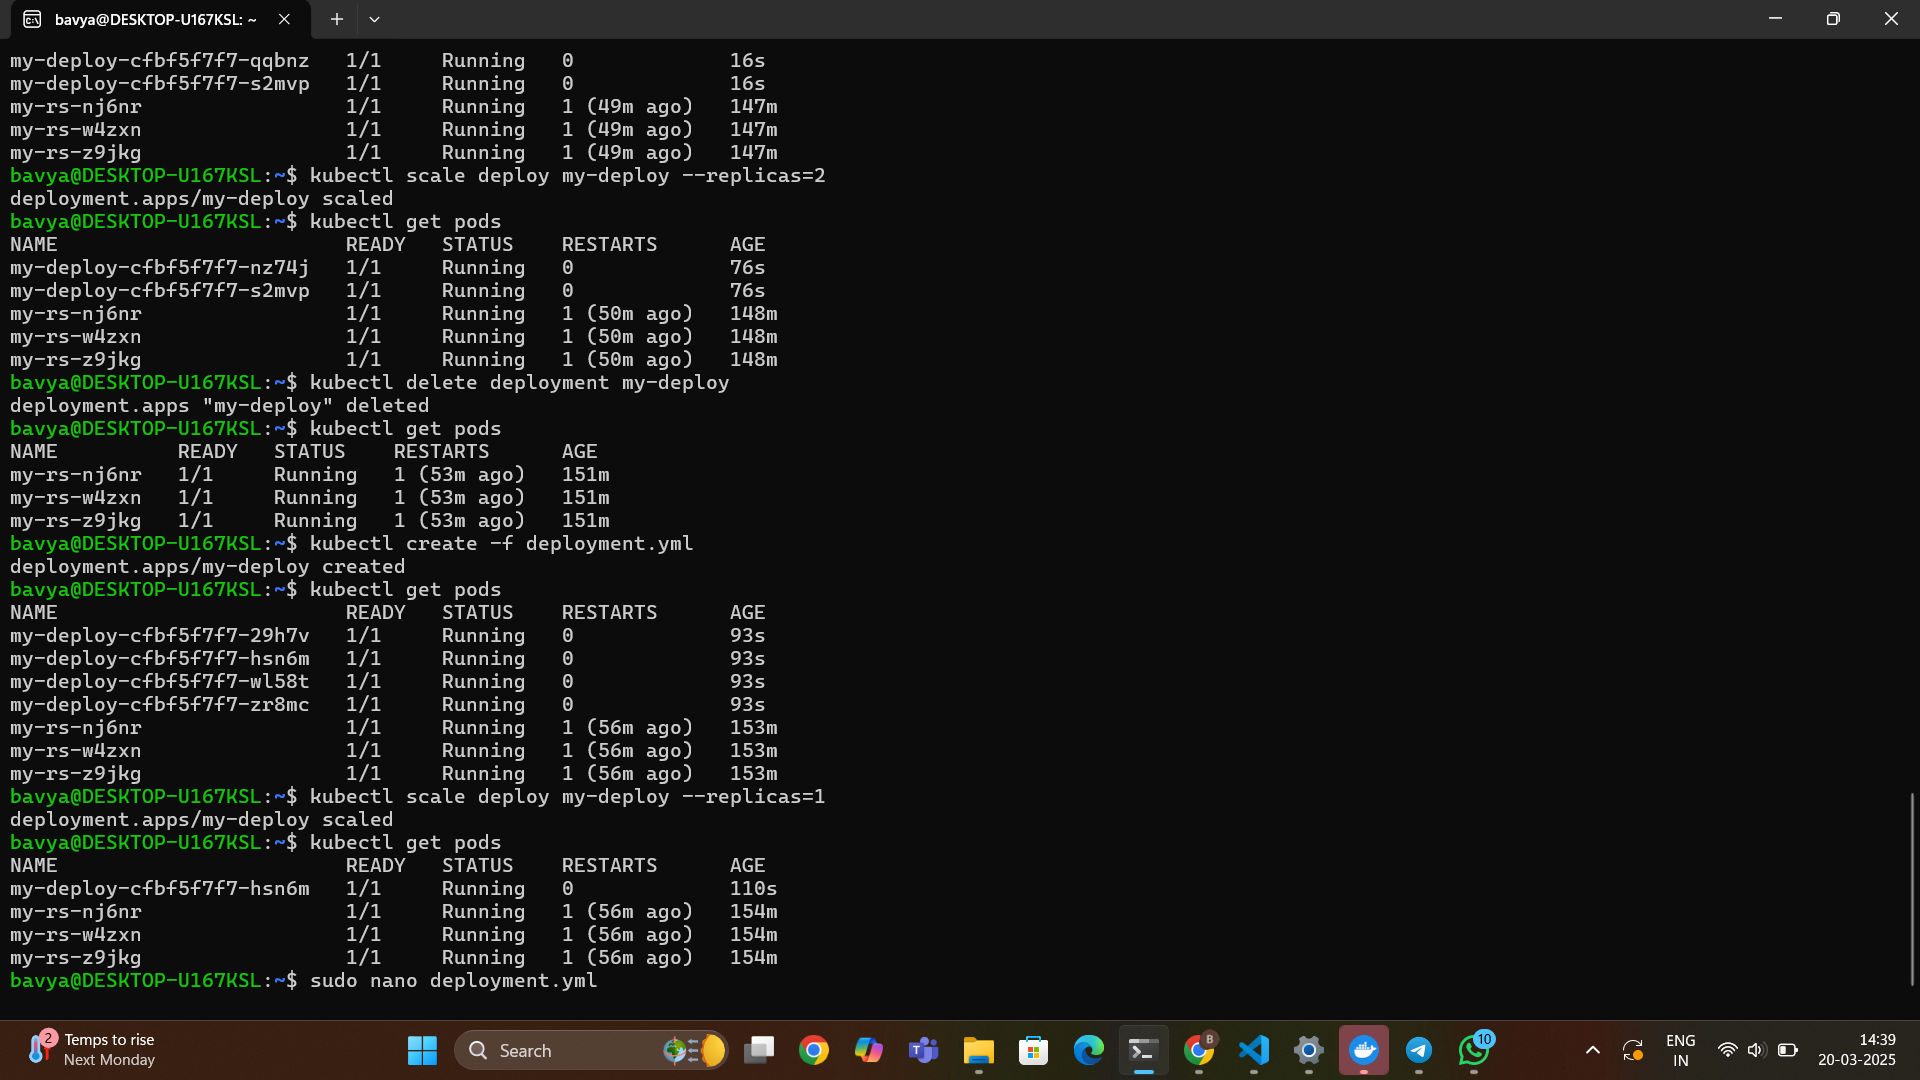 bavya@DESKTOP-U167KSL: ~
my-deploy-cfbf5f7f7-qqbnz   1/1     Running   0             16s
my-deploy-cfbf5f7f7-s2mvp   1/1     Running   0             16s
my-rs-nj6nr                 1/1     Running   1 (49m ago)   147m
my-rs-w4zxn                 1/1     Running   1 (49m ago)   147m
my-rs-z9jkg                 1/1     Running   1 (49m ago)   147m
bavya@DESKTOP-U167KSL:~$ kubectl scale deploy my-deploy --replicas=2
deployment.apps/my-deploy scaled
bavya@DESKTOP-U167KSL:~$ kubectl get pods
NAME                        READY   STATUS    RESTARTS      AGE
my-deploy-cfbf5f7f7-nz74j   1/1     Running   0             76s
my-deploy-cfbf5f7f7-s2mvp   1/1     Running   0             76s
my-rs-nj6nr                 1/1     Running   1 (50m ago)   148m
my-rs-w4zxn                 1/1     Running   1 (50m ago)   148m
my-rs-z9jkg                 1/1     Running   1 (50m ago)   148m
bavya@DESKTOP-U167KSL:~$ kubectl delete deployment my-deploy
deployment.apps "my-deploy" deleted
bavya@DESKTOP-U167KSL:~$ kubectl get pods
NAME          READY   STATUS    RESTARTS      AGE
my-rs-nj6nr   1/1     Running   1 (53m ago)   151m
my-rs-w4zxn   1/1     Running   1 (53m ago)   151m
my-rs-z9jkg   1/1     Running   1 (53m ago)   151m
bavya@DESKTOP-U167KSL:~$ kubectl create -f deployment.yml
deployment.apps/my-deploy created
bavya@DESKTOP-U167KSL:~$ kubectl get pods
NAME                        READY   STATUS    RESTARTS      AGE
my-deploy-cfbf5f7f7-29h7v   1/1     Running   0             93s
my-deploy-cfbf5f7f7-hsn6m   1/1     Running   0             93s
my-deploy-cfbf5f7f7-wl58t   1/1     Running   0             93s
my-deploy-cfbf5f7f7-zr8mc   1/1     Running   0             93s
my-rs-nj6nr                 1/1     Running   1 (56m ago)   153m
my-rs-w4zxn                 1/1     Running   1 (56m ago)   153m
my-rs-z9jkg                 1/1     Running   1 (56m ago)   153m
bavya@DESKTOP-U167KSL:~$ kubectl scale deploy my-deploy --replicas=1
deployment.apps/my-deploy scaled
bavya@DESKTOP-U167KSL:~$ kubectl get pods
NAME                        READY   STATUS    RESTARTS      AGE
my-deploy-cfbf5f7f7-hsn6m   1/1     Running   0             110s
my-rs-nj6nr                 1/1     Running   1 (56m ago)   154m
my-rs-w4zxn                 1/1     Running   1 (56m ago)   154m
my-rs-z9jkg                 1/1     Running   1 (56m ago)   154m
bavya@DESKTOP-U167KSL:~$ sudo nano deployment.yml
2
Temps to rise
Next Monday
Search
T
B
10
ENG
IN
14:39
20-03-2025